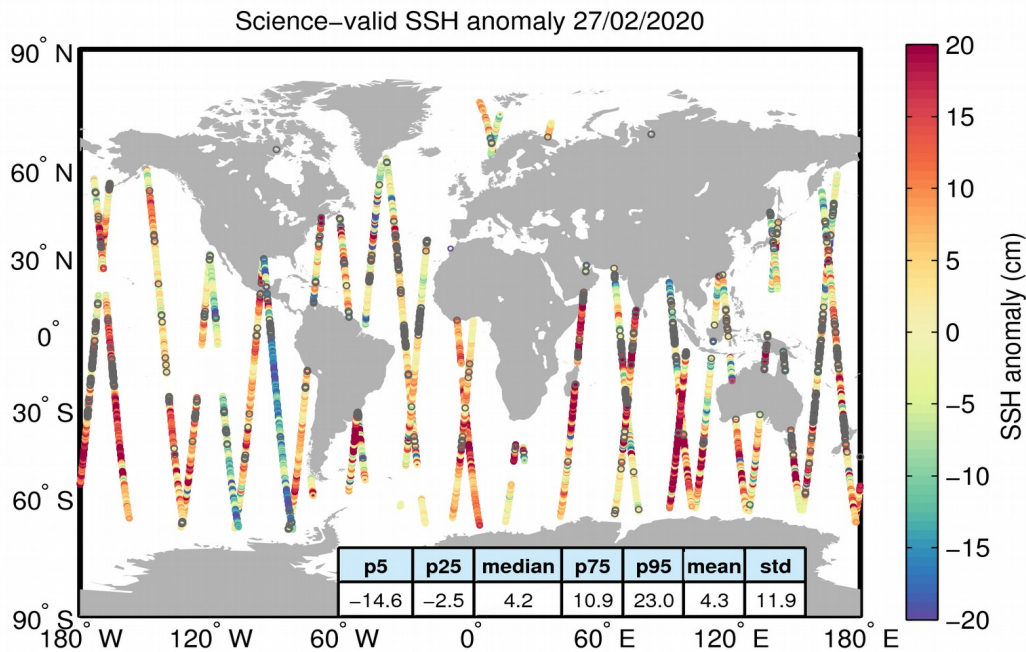 Science−valid SSH anomaly 27/02/2020
90° N
60° N
30° N
0°
30° S
60° S
90° S
180° W
120° W
60° W
0°
60° E
120° E
180° E
p5 p25 median p75 p95 mean std
−14.6 −2.5 4.2 10.9 23.0 4.3 11.9
20
15
10
5
0
−5
−10
−15
−20
SSH anomaly (cm)